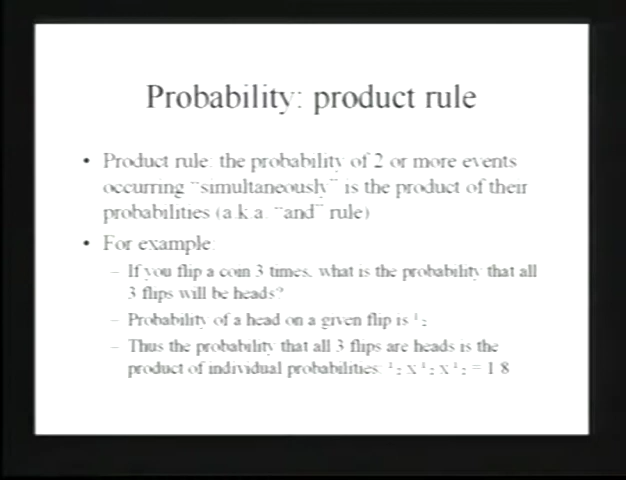 Probability: product rule
• Product rule: the probability of 2 or more events
occurring "simultaneously" is the product of their
probabilities (a.k.a. "and" rule)
• For example:
– If you flip a coin 3 times, what is the probability that all
3 flips will be heads?
– Probability of a head on a given flip is ½
– Thus the probability that all 3 flips are heads is the
product of individual probabilities: ½ x ½ x ½ = 1/8